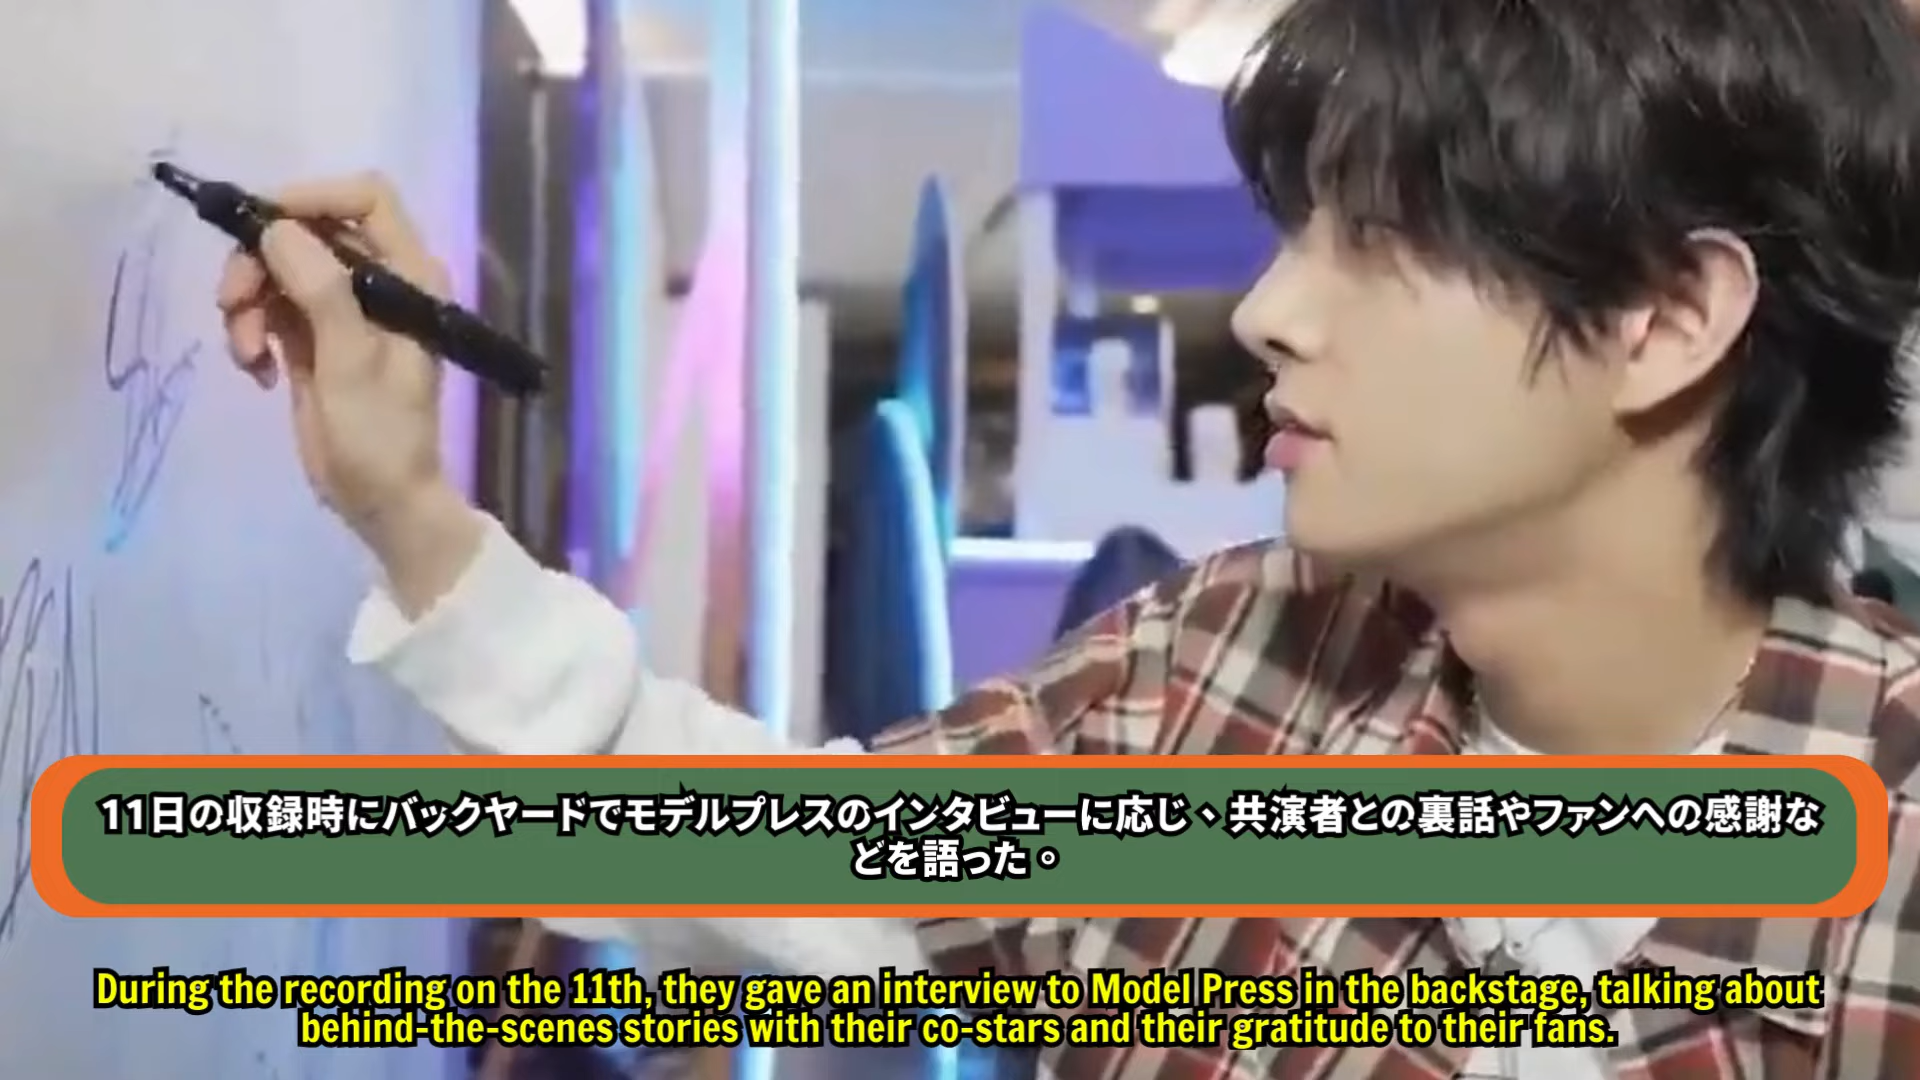 11日の収録時にバックヤードでモデルプレスのインタビューに応じ、共演者との裏話やファンへの感謝な
どを語った。
During the recording on the 11th, they gave an interview to Model Press in the backstage, talking about
behind-the-scenes stories with their co-stars and their gratitude to their fans.